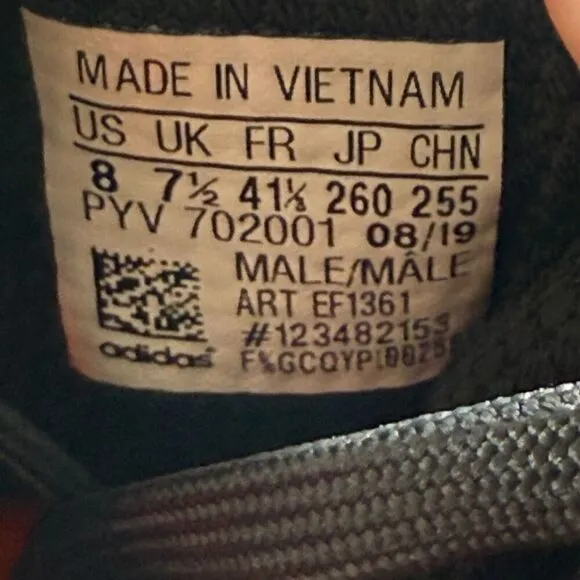 MADE IN VIETNAM
US UK FR JP CHN
8 7½ 41⅓ 260 255
PYV 702001 08/19
MALE/MÂLE
ART EF1361
#123482153
adidas